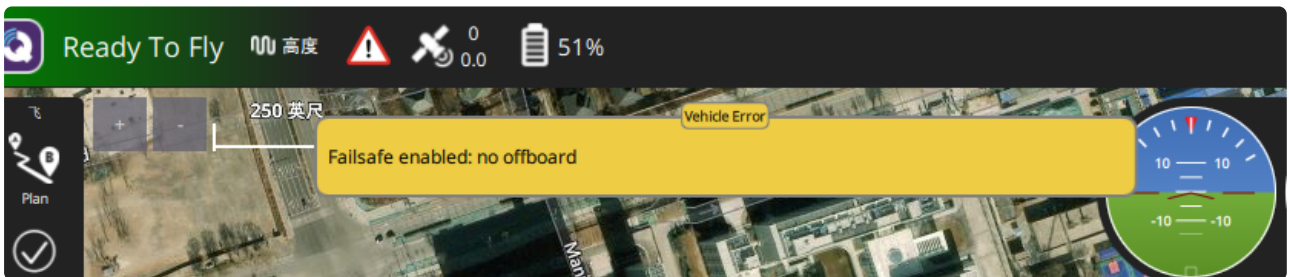 Ready To Fly
高度
0
0.0
51%
飞
250 英尺
+
-
Vehicle Error
Failsafe enabled: no offboard
Plan
10 10
-10 -10
Man